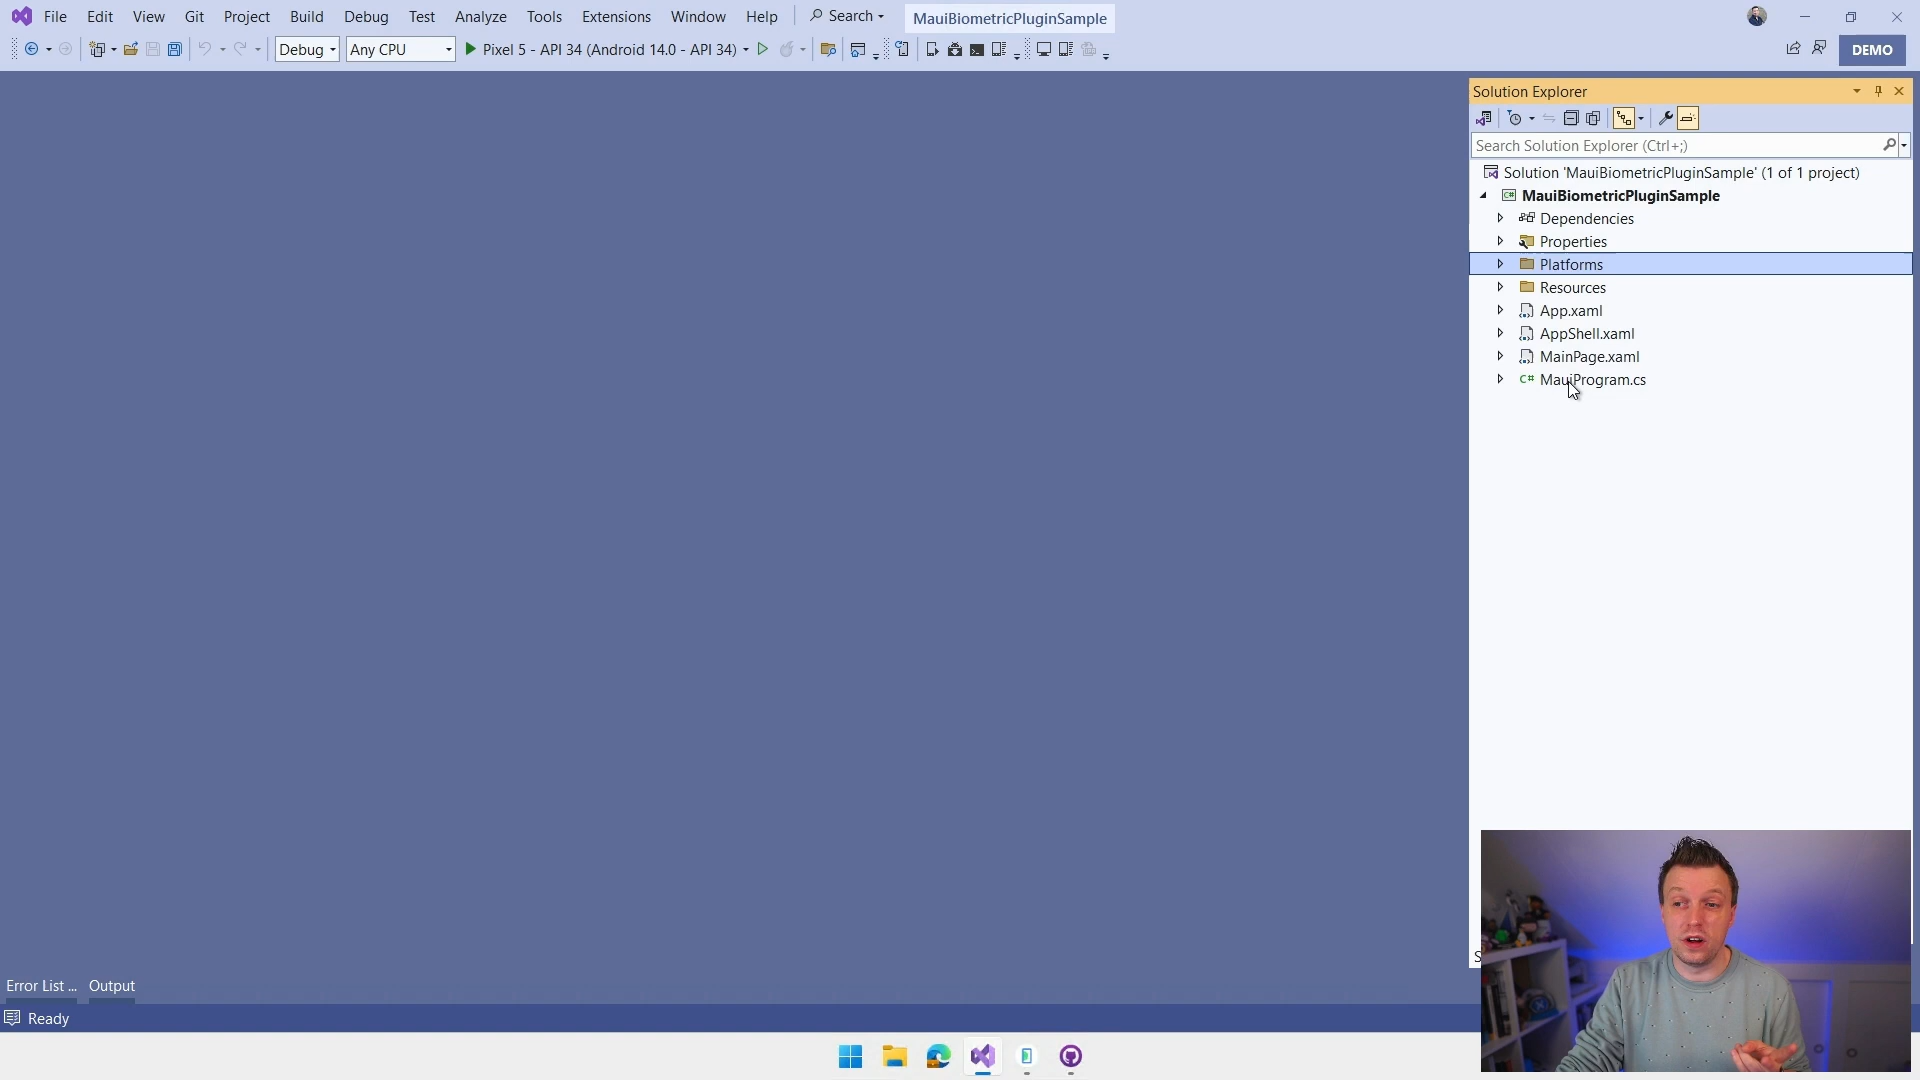 File Edit View Git Project Build Debug Test Analyze Tools Extensions Window Help Search MauiBiometricPluginSample
Debug Any CPU Pixel 5 - API 34 (Android 14.0 - API 34) DEMO
Solution Explorer
Search Solution Explorer (Ctrl+;)
Solution 'MauiBiometricPluginSample' (1 of 1 project)
C# MauiBiometricPluginSample
Dependencies
Properties
Platforms
Resources
App.xaml
AppShell.xaml
MainPage.xaml
C# MauiProgram.cs
S
Error List ... Output
Ready